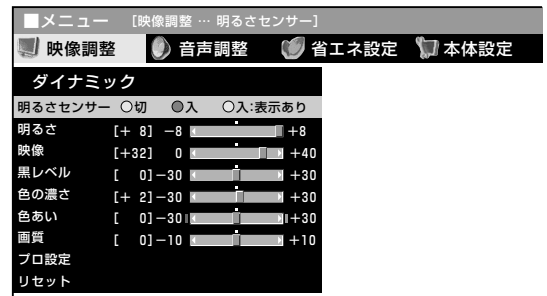 ■メニュー [映像調整 … 明るさセンサー]
映像調整 音声調整 省エネ設定 本体設定
ダイナミック
明るさセンサー ○切 ●入 ○入:表示あり
明るさ [+ 8] −8 +8
映像 [+32] 0 +40
黒レベル [ 0] −30 +30
色の濃さ [+ 2] −30 +30
色あい [ 0] −30 +30
画質 [ 0] −10 +10
プロ設定
リセット